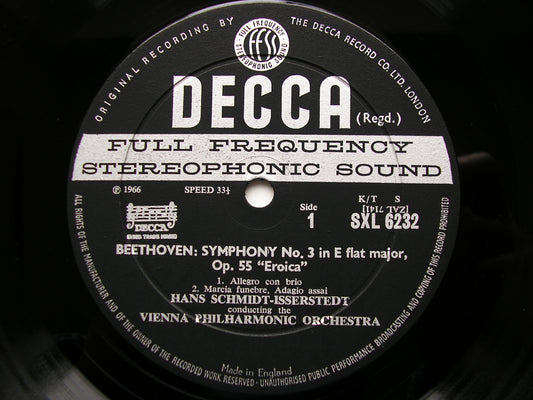 ORIGINAL RECORDING BY
THE DECCA RECORD CO. LTD. LONDON
FULL FREQUENCY
STEREOPHONIC SOUND
DECCA
(Regd.)
FULL FREQUENCY
STEREOPHONIC SOUND
℗ 1966
SPEED 33⅓
Side
1
K/T S
[ZAL 7141]
SXL 6232
DECCA
BEETHOVEN: SYMPHONY No. 3 in E flat major,
Op. 55 "Eroica"
1. Allegro con brio
2. Marcia funebre, Adagio assai
HANS SCHMIDT-ISSERSTEDT
conducting the
VIENNA PHILHARMONIC ORCHESTRA
Made in England
ALL RIGHTS OF THE MANUFACTURER AND OF THE OWNER OF THE RECORDED WORK RESERVED · UNAUTHORISED PUBLIC PERFORMANCE BROADCASTING AND COPYING OF THIS RECORD PROHIBITED